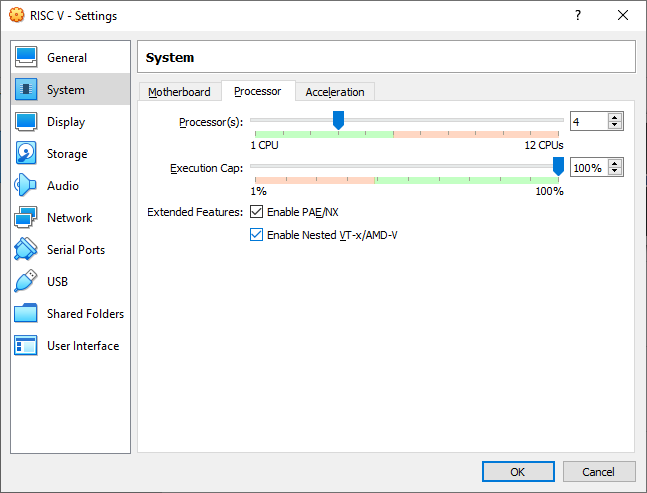 RISC V - Settings
?
General
System
Display
Storage
Audio
Network
Serial Ports
USB
Shared Folders
User Interface
System
Motherboard
Processor
Acceleration
Processor(s):
4
1 CPU
12 CPUs
Execution Cap:
100%
1%
100%
Extended Features:
Enable PAE/NX
Enable Nested VT-x/AMD-V
OK
Cancel